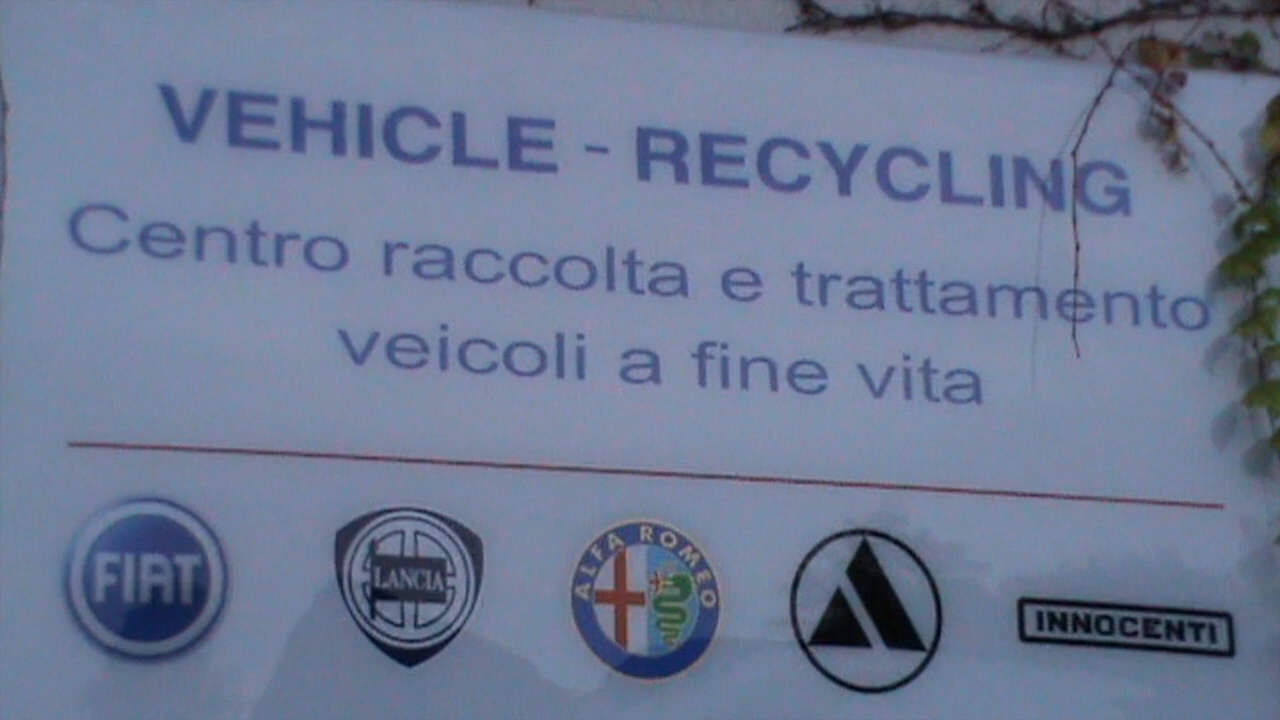 VEHICLE - RECYCLING
Centro raccolta e trattamento
veicoli a fine vita
FIAT
LANCIA
ALFA ROMEO
INNOCENTI